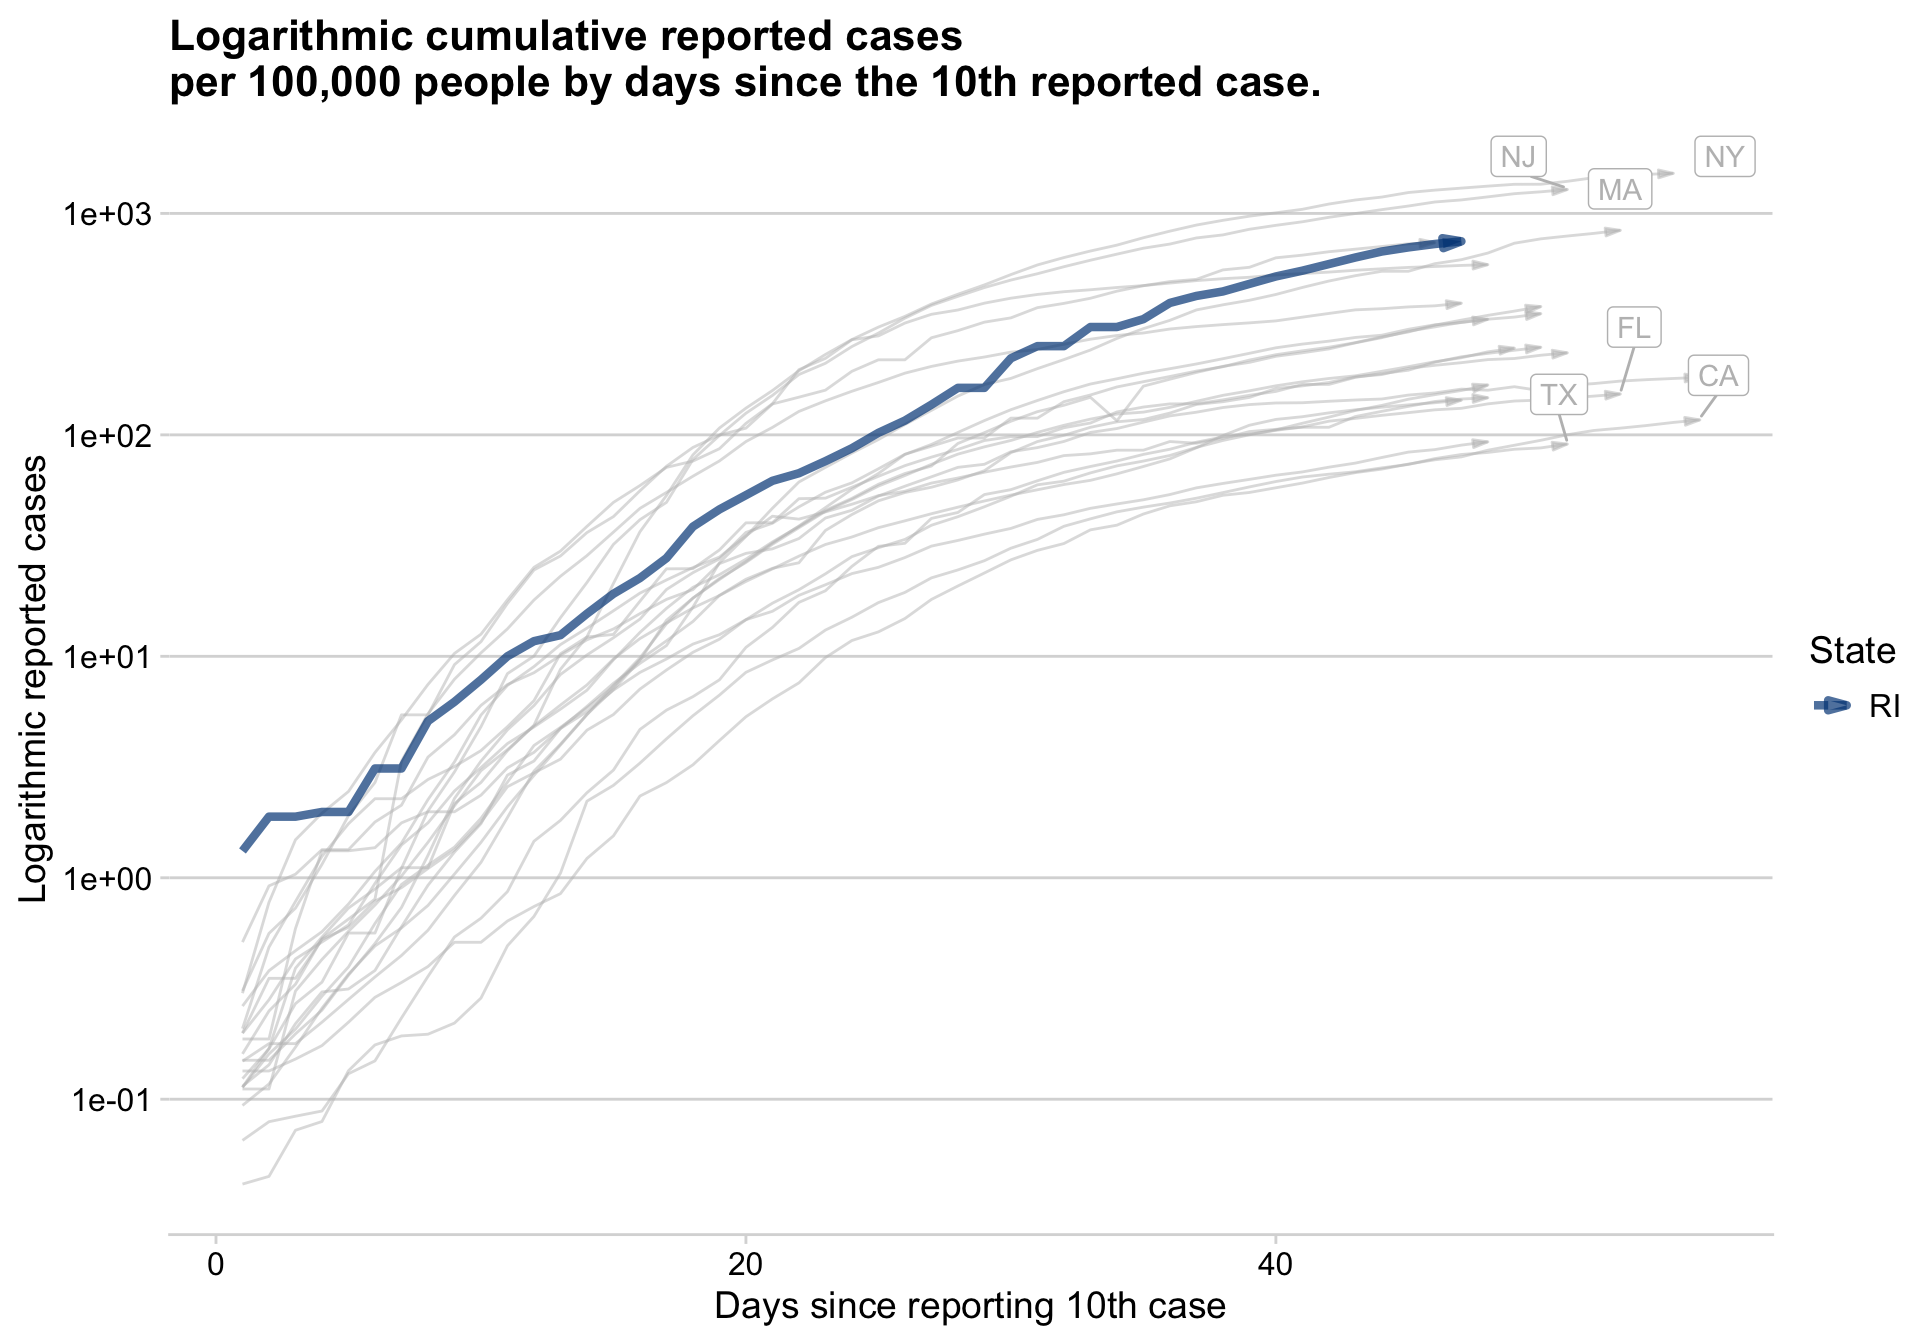 Logarithmic cumulative reported cases
per 100,000 people by days since the 10th reported case.
NJ
NY
MA
FL
CA
TX
1e+03
1e+02
1e+01
1e+00
1e-01
Logarithmic reported cases
State
RI
0
20
40
Days since reporting 10th case